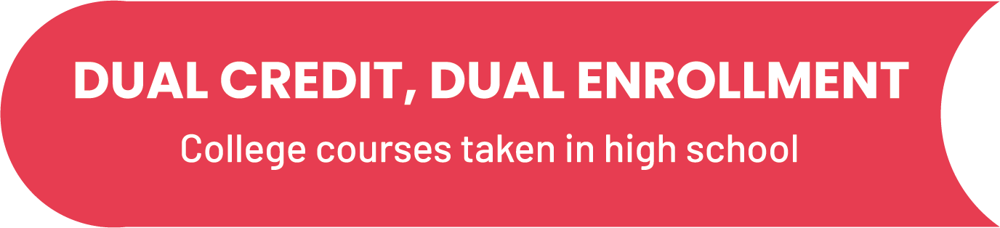 DUAL CREDIT, DUAL ENROLLMENT
College courses taken in high school